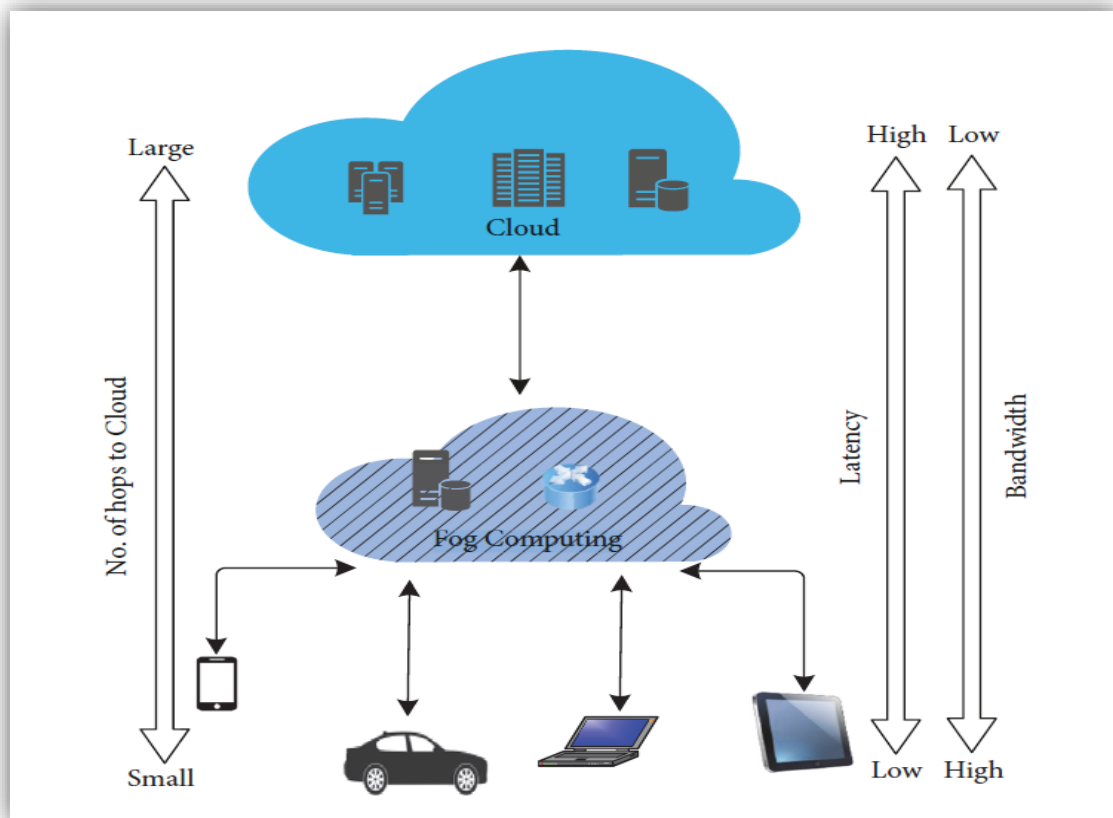 Large
High Low
Cloud
No. of hops to Cloud
Latency
Bandwidth
Fog Computing
Small
Low High